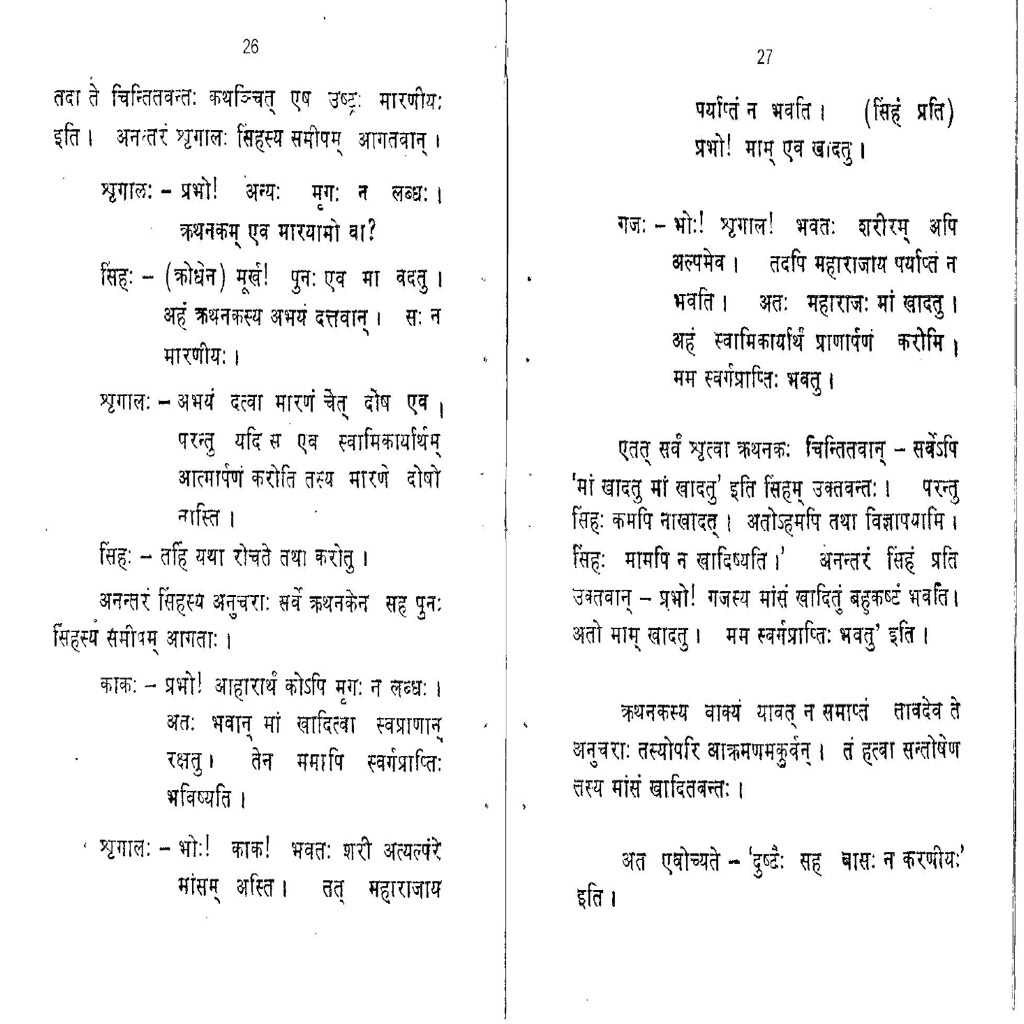 26
तदा ते चिन्तितवन्तः कथञ्चित् एष उष्ट्रः मारणीयः
इति। अनन्तरं शृगालः सिंहस्य समीपम् आगतवान्।
शृगालः – प्रभो! अन्यः मृगः न लब्धः।
क्रथनकम् एव मारयामो वा?
सिंहः – (क्रोधेन) मूर्ख! पुनः एव मा वदतु।
अहं क्रथनकस्य अभयं दत्तवान्। सः न
मारणीयः।
शृगालः – अभयं दत्वा मारणं चेत् दोष एव।
परन्तु यदि स एव स्वामिकार्यार्थम्
आत्मार्पणं करोति तस्य मारणे दोषो
नास्ति।
सिंहः – तर्हि यथा रोचते तथा करोतु।
अनन्तरं सिंहस्य अनुचराः सर्वे क्रथनकेन सह पुनः
सिंहस्य समीपम् आगताः।
काकः – प्रभो! आहारार्थं कोऽपि मृगः न लब्धः।
अतः भवान् मां खादित्वा स्वप्राणान्
रक्षतु। तेन ममापि स्वर्गप्राप्तिः
भविष्यति।
शृगालः – भोः! काक! भवतः शरी अत्यल्पंरे
मांसम् अस्ति। तत् महाराजाय
27
पर्याप्तं न भवति। (सिंहं प्रति)
प्रभो! माम् एव खादतु।
गजः – भोः! शृगाल! भवतः शरीरम् अपि
अल्पमेव। तदपि महाराजाय पर्याप्तं न
भवति। अतः महाराजः मां खादतु।
अहं स्वामिकार्यार्थं प्राणार्पणं करोमि।
मम स्वर्गप्राप्तिः भवतु।
एतत् सर्वं श्रृत्वा क्रथनकः चिन्तितवान् – सर्वेऽपि
'मां खादतु मां खादतु' इति सिंहम् उक्तवन्तः। परन्तु
सिंहः कमपि नाखादत्। अतोऽहमपि तथा विज्ञापयामि।
सिंहः मामपि न खादिष्यति।' अनन्तरं सिंहं प्रति
उक्तवान् – प्रभो! गजस्य मांसं खादितुं बहुकष्टं भवति।
अतो माम् खादतु। मम स्वर्गप्राप्तिः भवतु' इति।
क्रथनकस्य वाक्यं यावत् न समाप्तं तावदेव ते
अनुचराः तस्योपरि आक्रमणमकुर्वन्। तं हत्वा सन्तोषेण
तस्य मांसं खादितवन्तः।
अत एवोच्यते – 'दुष्टैः सह वासः न करणीयः'
इति।